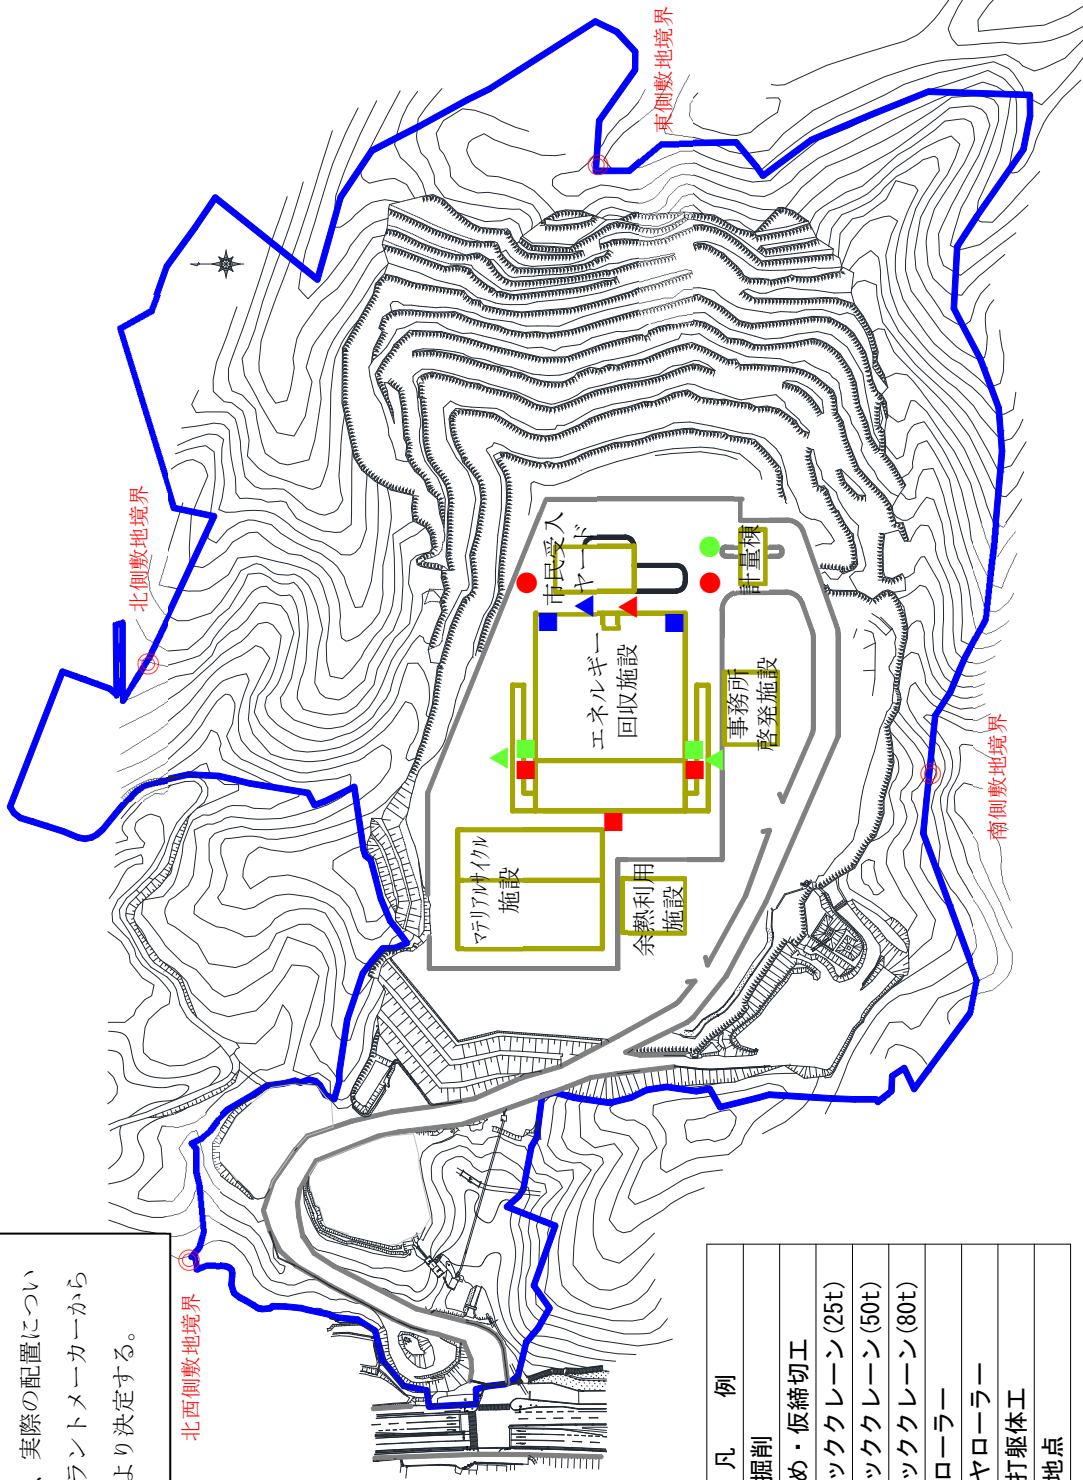 、実際の配置につい
ラントメーカーから
より決定する。
北西側敷地境界
北側敷地境界
東側敷地境界
南側敷地境界
市民受入
ヤード
計量棟
エネルギー
回収施設
事務所
啓発施設
マテリアルサイクル
施設
余熱利用
施設
凡 例
掘削
め・仮締切工
ッククレーン(25t)
ッククレーン(50t)
ッククレーン(80t)
ローラー
ヤローラー
打躯体工
地点